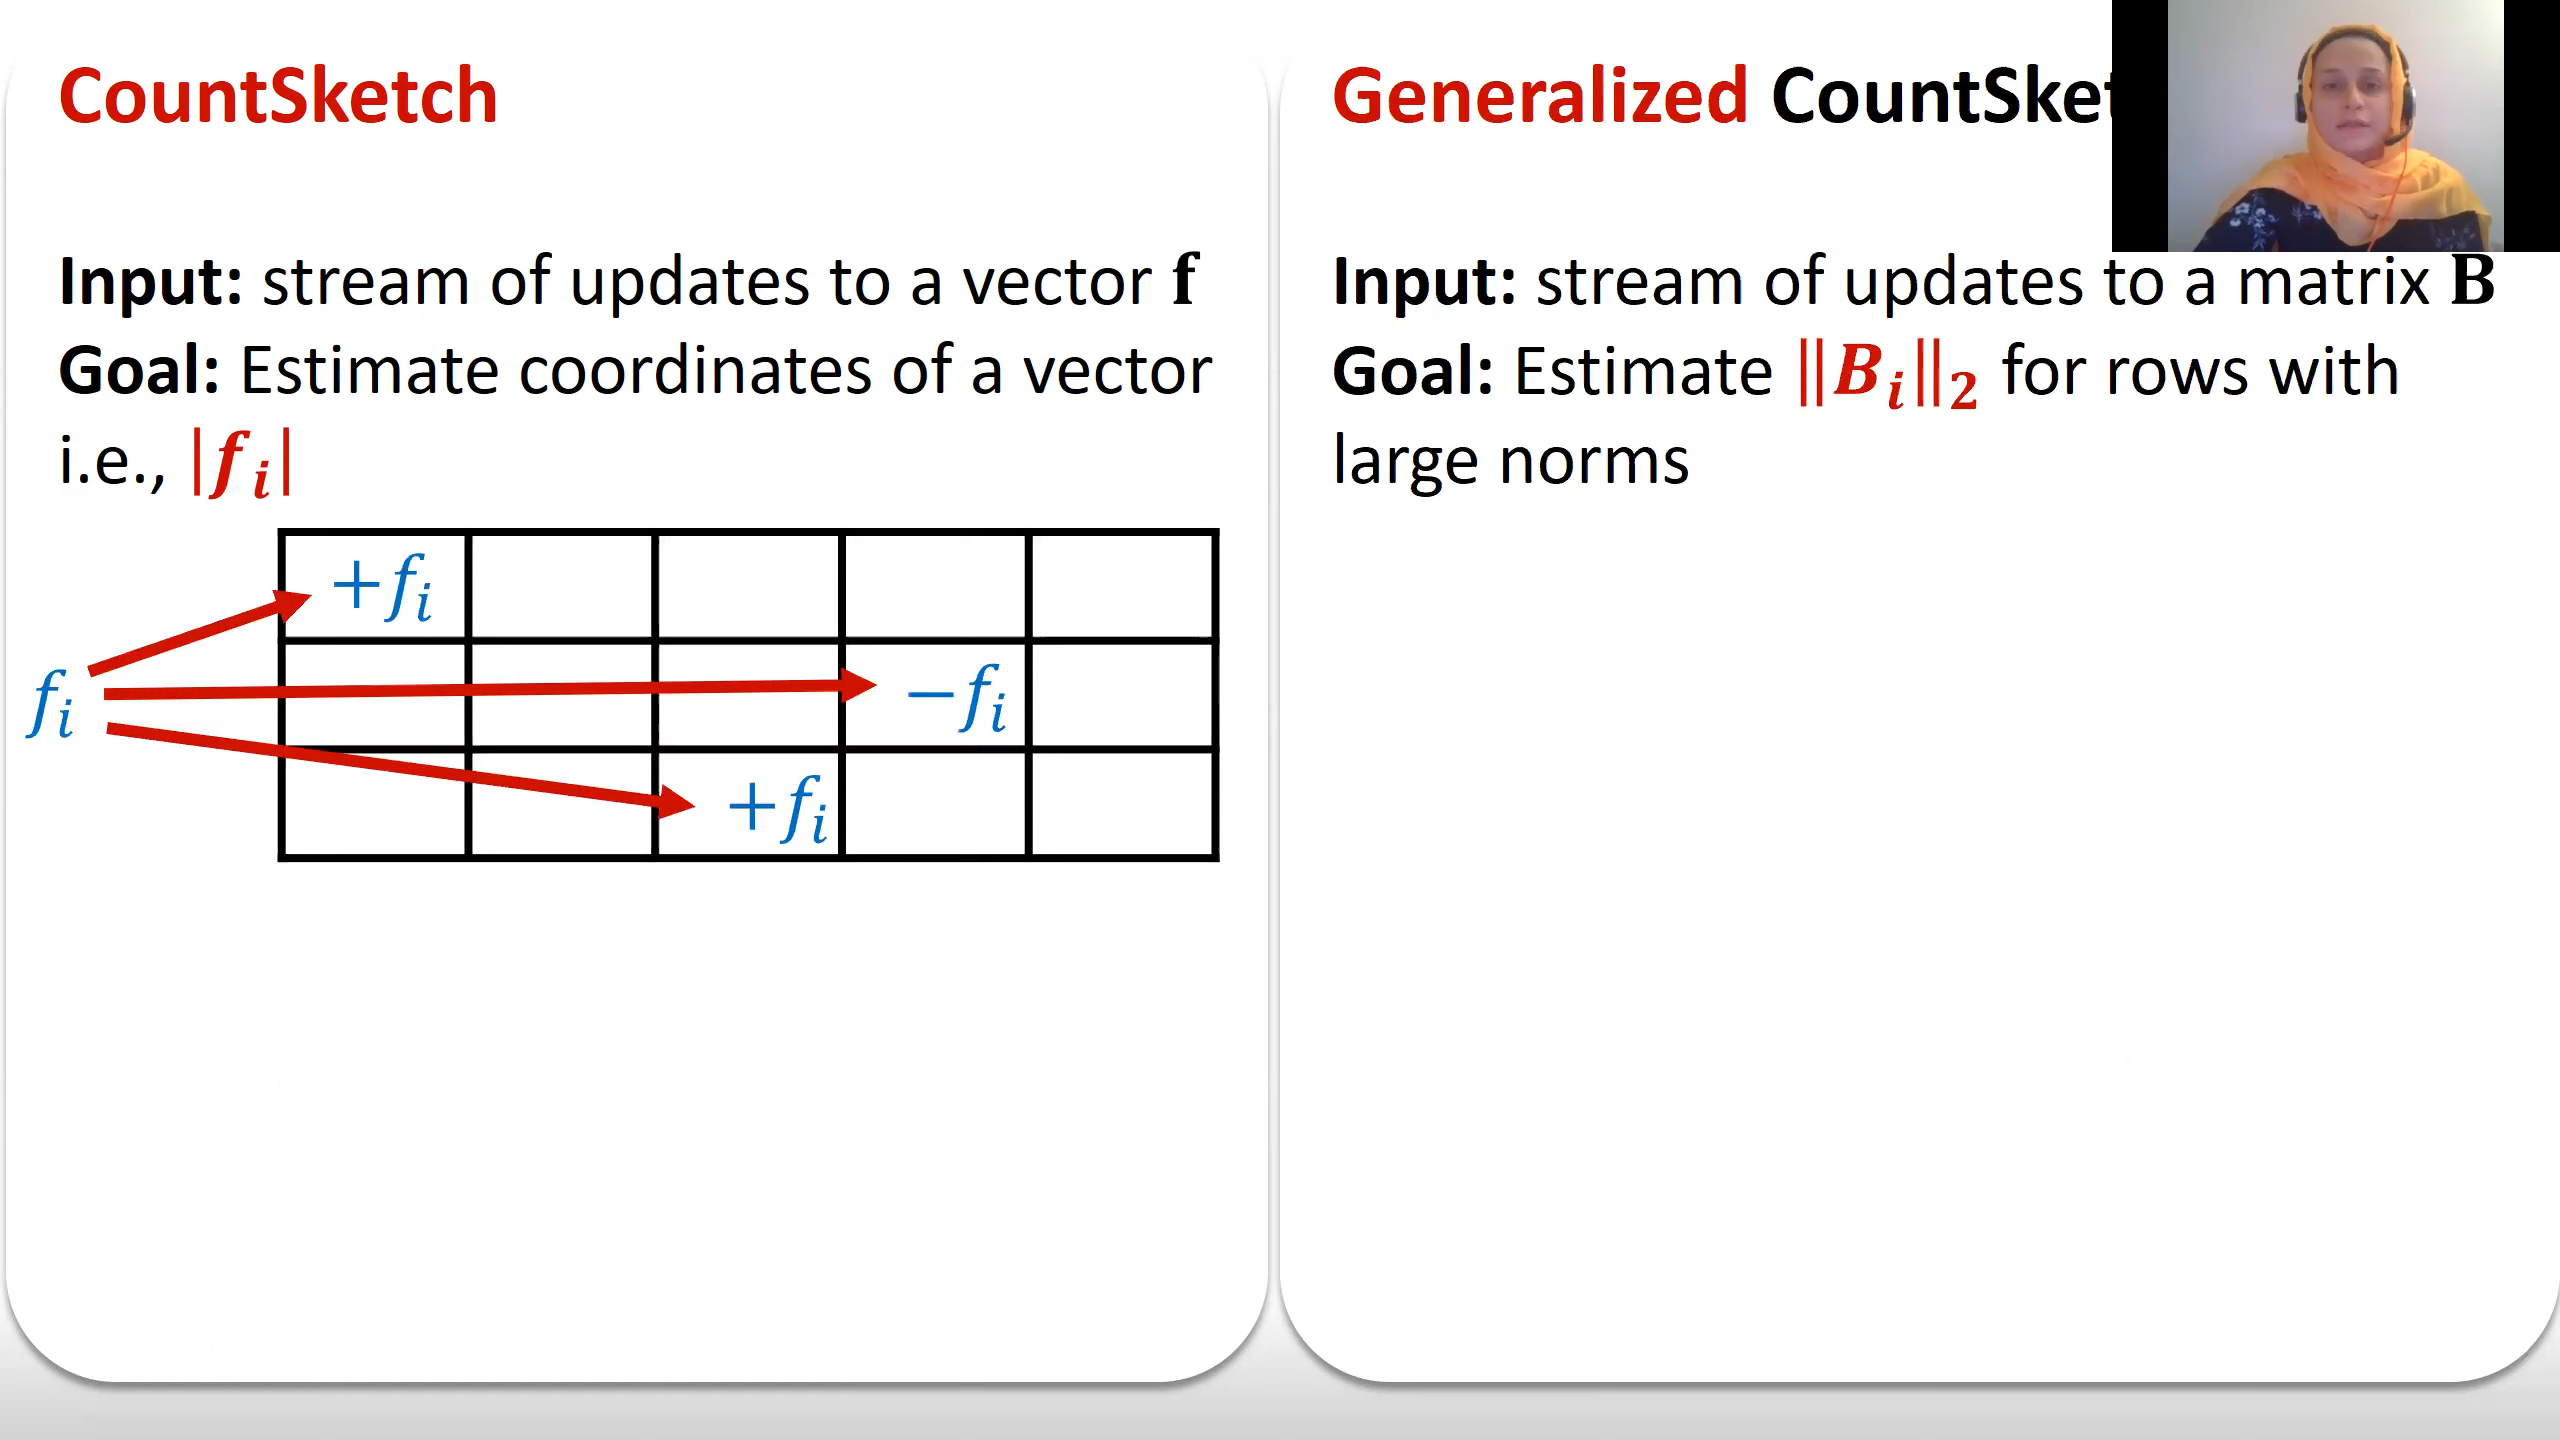 CountSketch
Input: stream of updates to a vector f
Goal: Estimate coordinates of a vector
i.e., |f_i|
+f_i
f_i
−f_i
+f_i
Generalized
Input: stream of updates to a matrix B
Goal: Estimate ||B_i||_2 for rows with
large norms